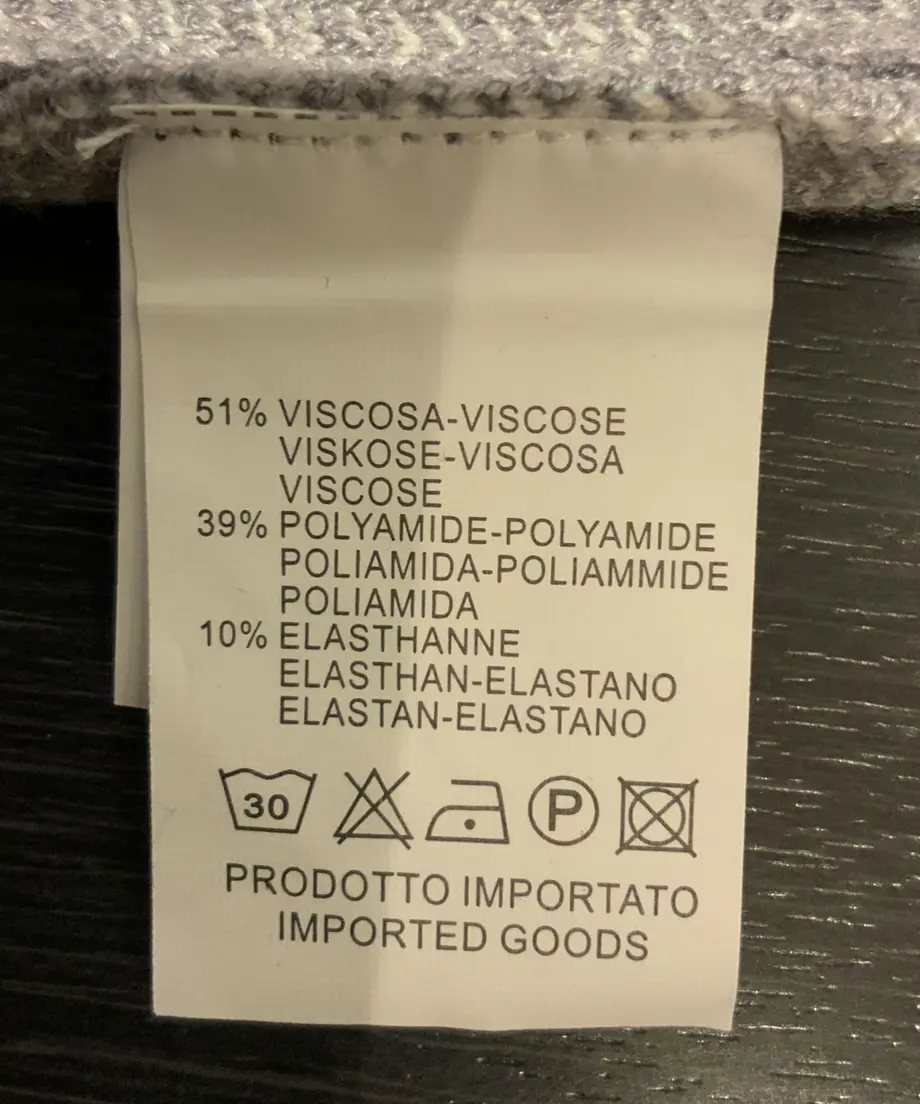 51% VISCOSA-VISCOSE
VISKOSE-VISCOSA
VISCOSE
39% POLYAMIDE-POLYAMIDE
POLIAMIDA-POLIAMMIDE
POLIAMIDA
10% ELASTHANNE
ELASTHAN-ELASTANO
ELASTAN-ELASTANO
30 P
PRODOTTO IMPORTATO
IMPORTED GOODS